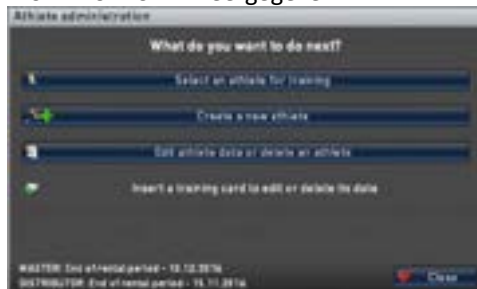 Athlete administration
What do you want to do next?
Select an athlete for training
Create a new athlete
Edit athlete data or delete an athlete
Insert a training card to edit or delete its data
MASTER: End of rental period - 10.12.2016
DISTRIBUTOR: End of rental period - 15.11.2016
Close